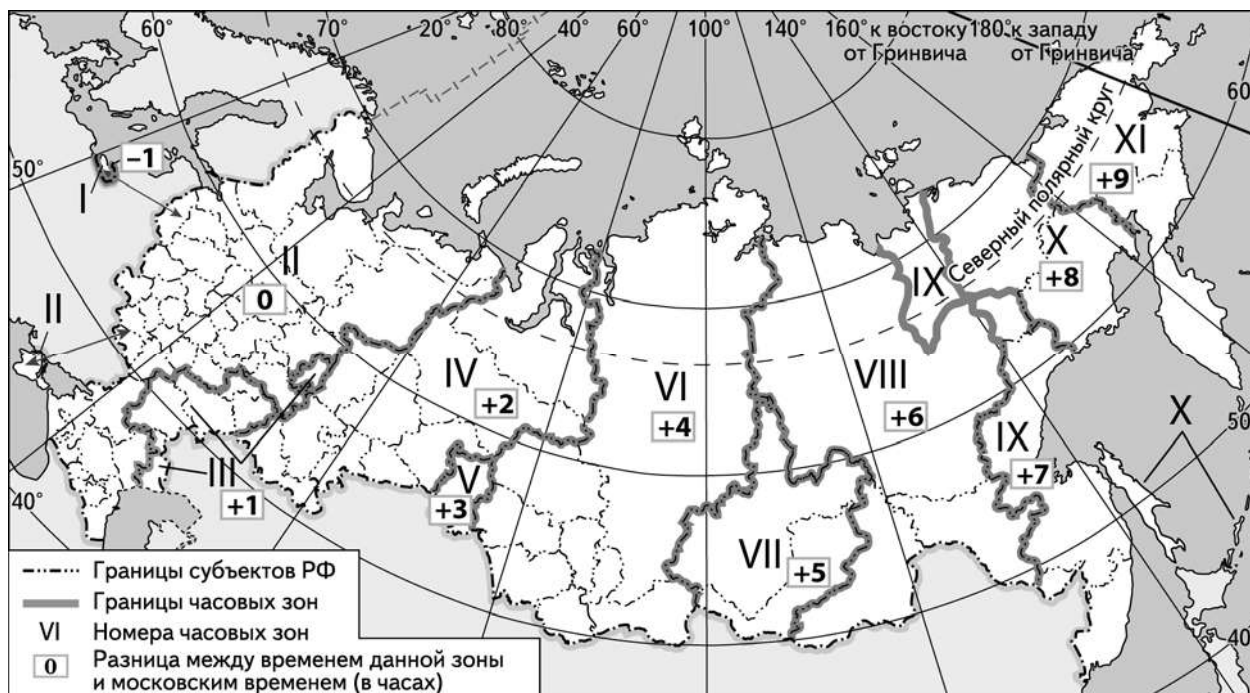 60° 70° 20° 40° 60° 80° 100° 120° 140° 160° к востоку 180° к западу
от Гринвича от Гринвича
60°
Северный полярный круг
XI
+9
–1
50°
I
II
X
+8
IX
0
II
IV
+2
VI
+4
VIII
+6
X
50°
IX
+7
V
+3
III
+1
40°
VII
+5
40°
Границы субъектов РФ
Границы часовых зон
VI Номера часовых зон
0 Разница между временем данной зоны
и московским временем (в часах)